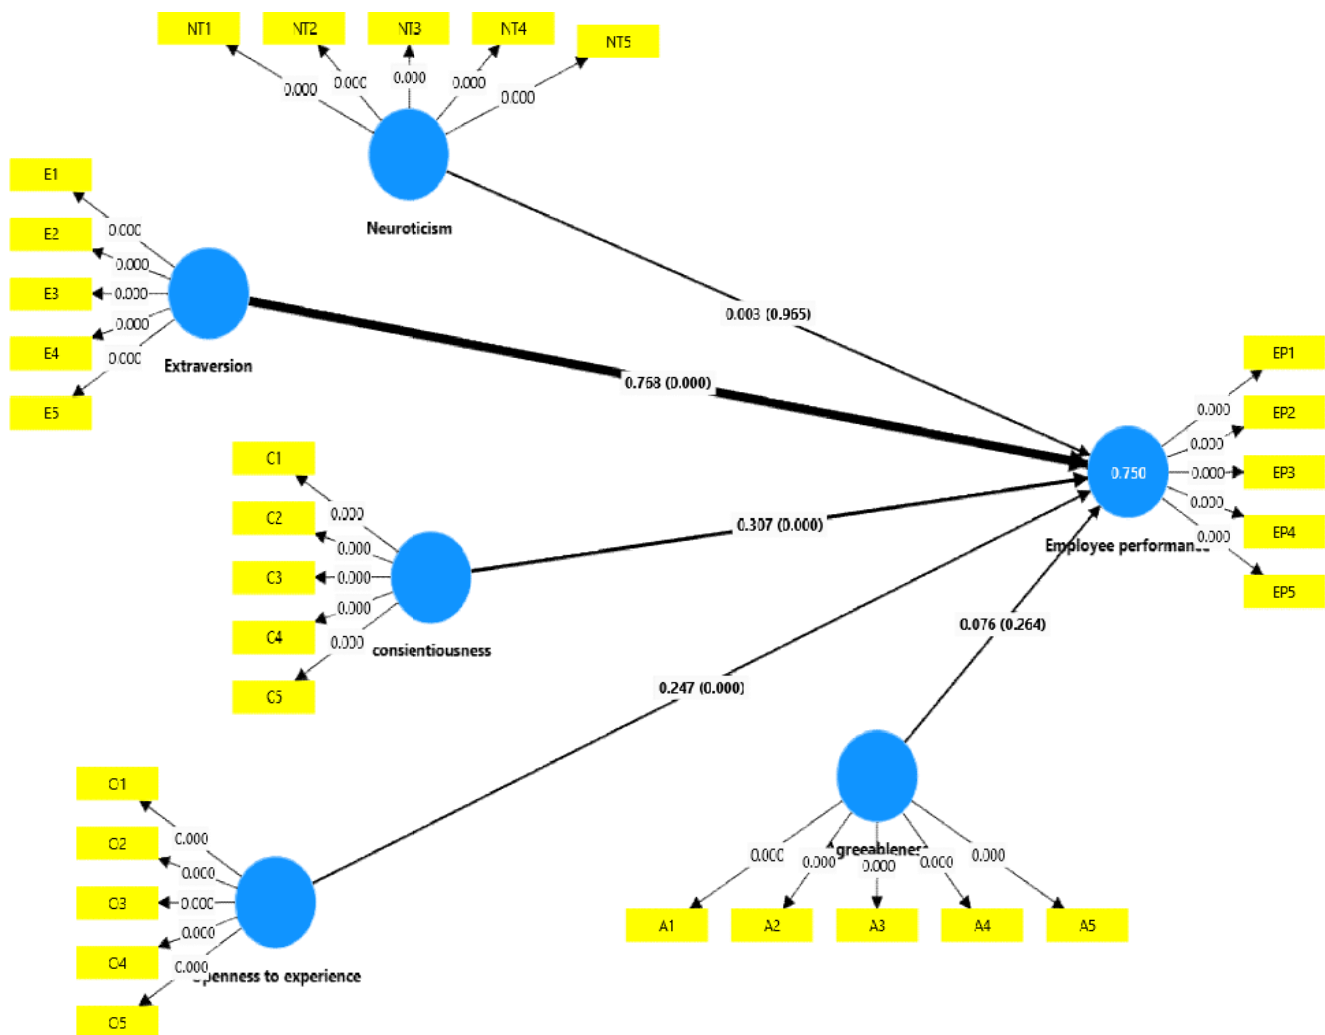 NT1
NT2
NT3
NT4
NT5
0.000
0.000
0.000
0.000
0.000
Neuroticism
E1
E2
E3
E4
E5
0.000
0.000
0.000
0.000
0.000
Extraversion
0.003 (0.965)
0.768 (0.000)
C1
C2
C3
C4
C5
0.000
0.000
0.000
0.000
0.000
consientiousness
0.307 (0.000)
0.750
Employee performance
EP1
EP2
EP3
EP4
EP5
0.000
0.000
0.000
0.000
0.000
0.076 (0.264)
0.247 (0.000)
O1
O2
O3
O4
O5
0.000
0.000
0.000
0.000
0.000
Openness to experience
greeablenes
0.000
0.000
0.000
0.000
0.000
A1
A2
A3
A4
A5